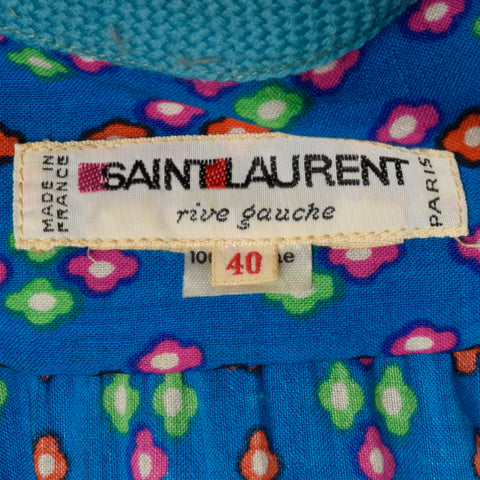 MADE IN
FRANCE
SAINT LAURENT
rive gauche
PARIS
40